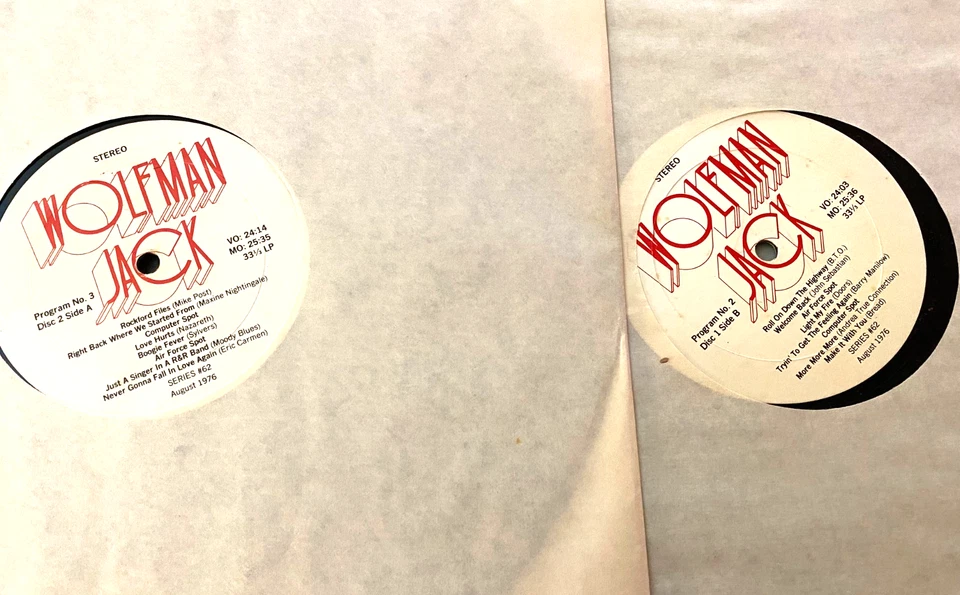 STEREO
WOLFMAN
JACK
VO: 24:14
MO: 25:35
33⅓ LP
Program No. 3
Disc 2 Side A
Rockford Files (Mike Post)
Right Back Where We Started From (Maxine Nightingale)
Computer Spot
Love Hurts (Nazareth)
Boogie Fever (Sylvers)
Air Force Spot
Just A Singer In A R&R Band (Moody Blues)
Never Gonna Fall In Love Again (Eric Carmen)
SERIES #62
August 1976
STEREO
WOLFMAN
JACK
VO: 24:03
MO: 25:36
33⅓ LP
Program No. 2
Disc 1 Side B
Roll On Down The Highway (B.T.O.)
Welcome Back (John Sebastian)
Air Force Spot
Light My Fire (Doors)
Tryin' To Get The Feeling Again (Barry Manilow)
Computer Spot
More More More (Andrea True Connection)
Make It With You (Bread)
SERIES #62
August 1976